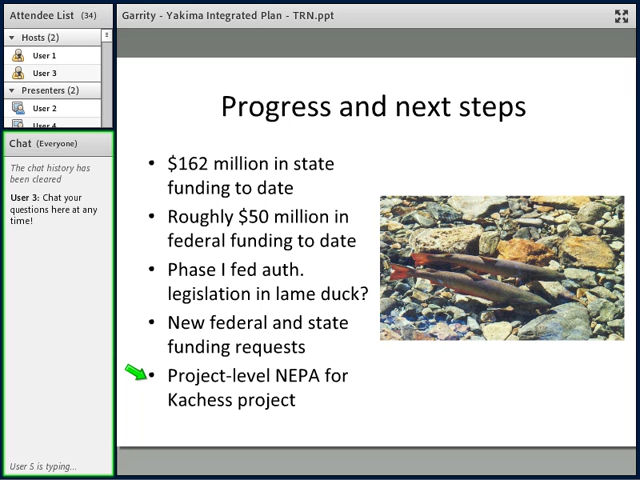 Attendee List (34)
Hosts (2)
User 1
User 3
Presenters (2)
User 2
User 4
Chat (Everyone)
The chat history has
been cleared
User 3: Chat your
questions here at any
time!
User S is typing...
Garrity - Yakima Integrated Plan - TRN.ppt
Progress and next steps
• $162 million in state
funding to date
• Roughly $50 million in
federal funding to date
• Phase I fed auth.
legislation in lame duck?
• New federal and state
funding requests
• Project-level NEPA for
Kachess project